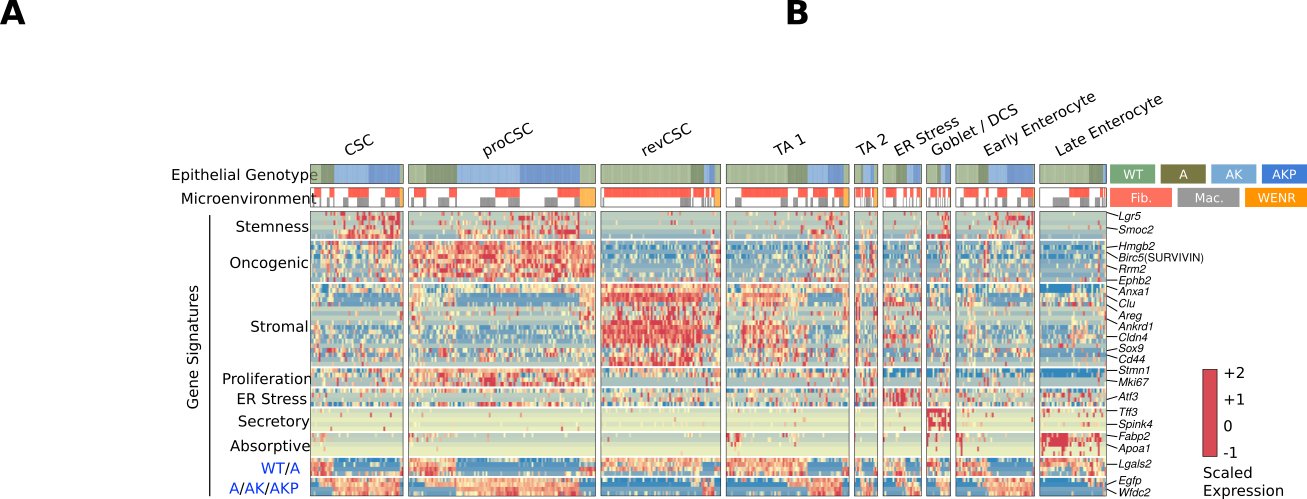 A
B
CSC
proCSC
revCSC
TA 1
TA 2
ER Stress
Goblet / DCS
Early Enterocyte
Late Enterocyte
Epithelial Genotype
WT
A
AK
AKP
Microenvironment
Fib.
Mac.
WENR
Gene Signatures
Stemness
Oncogenic
Stromal
Proliferation
ER Stress
Secretory
Absorptive
WT/A
A/AK/AKP
Lgr5
Smoc2
Hmgb2
Birc5(SURVIVIN)
Rrm2
Ephb2
Anxa1
Clu
Areg
Ankrd1
Cldn4
Sox9
Cd44
Stmn1
Mki67
Atf3
Tff3
Spink4
Fabp2
Apoa1
Lgals2
Egfp
Wfdc2
+2
+1
0
-1
Scaled
Expression